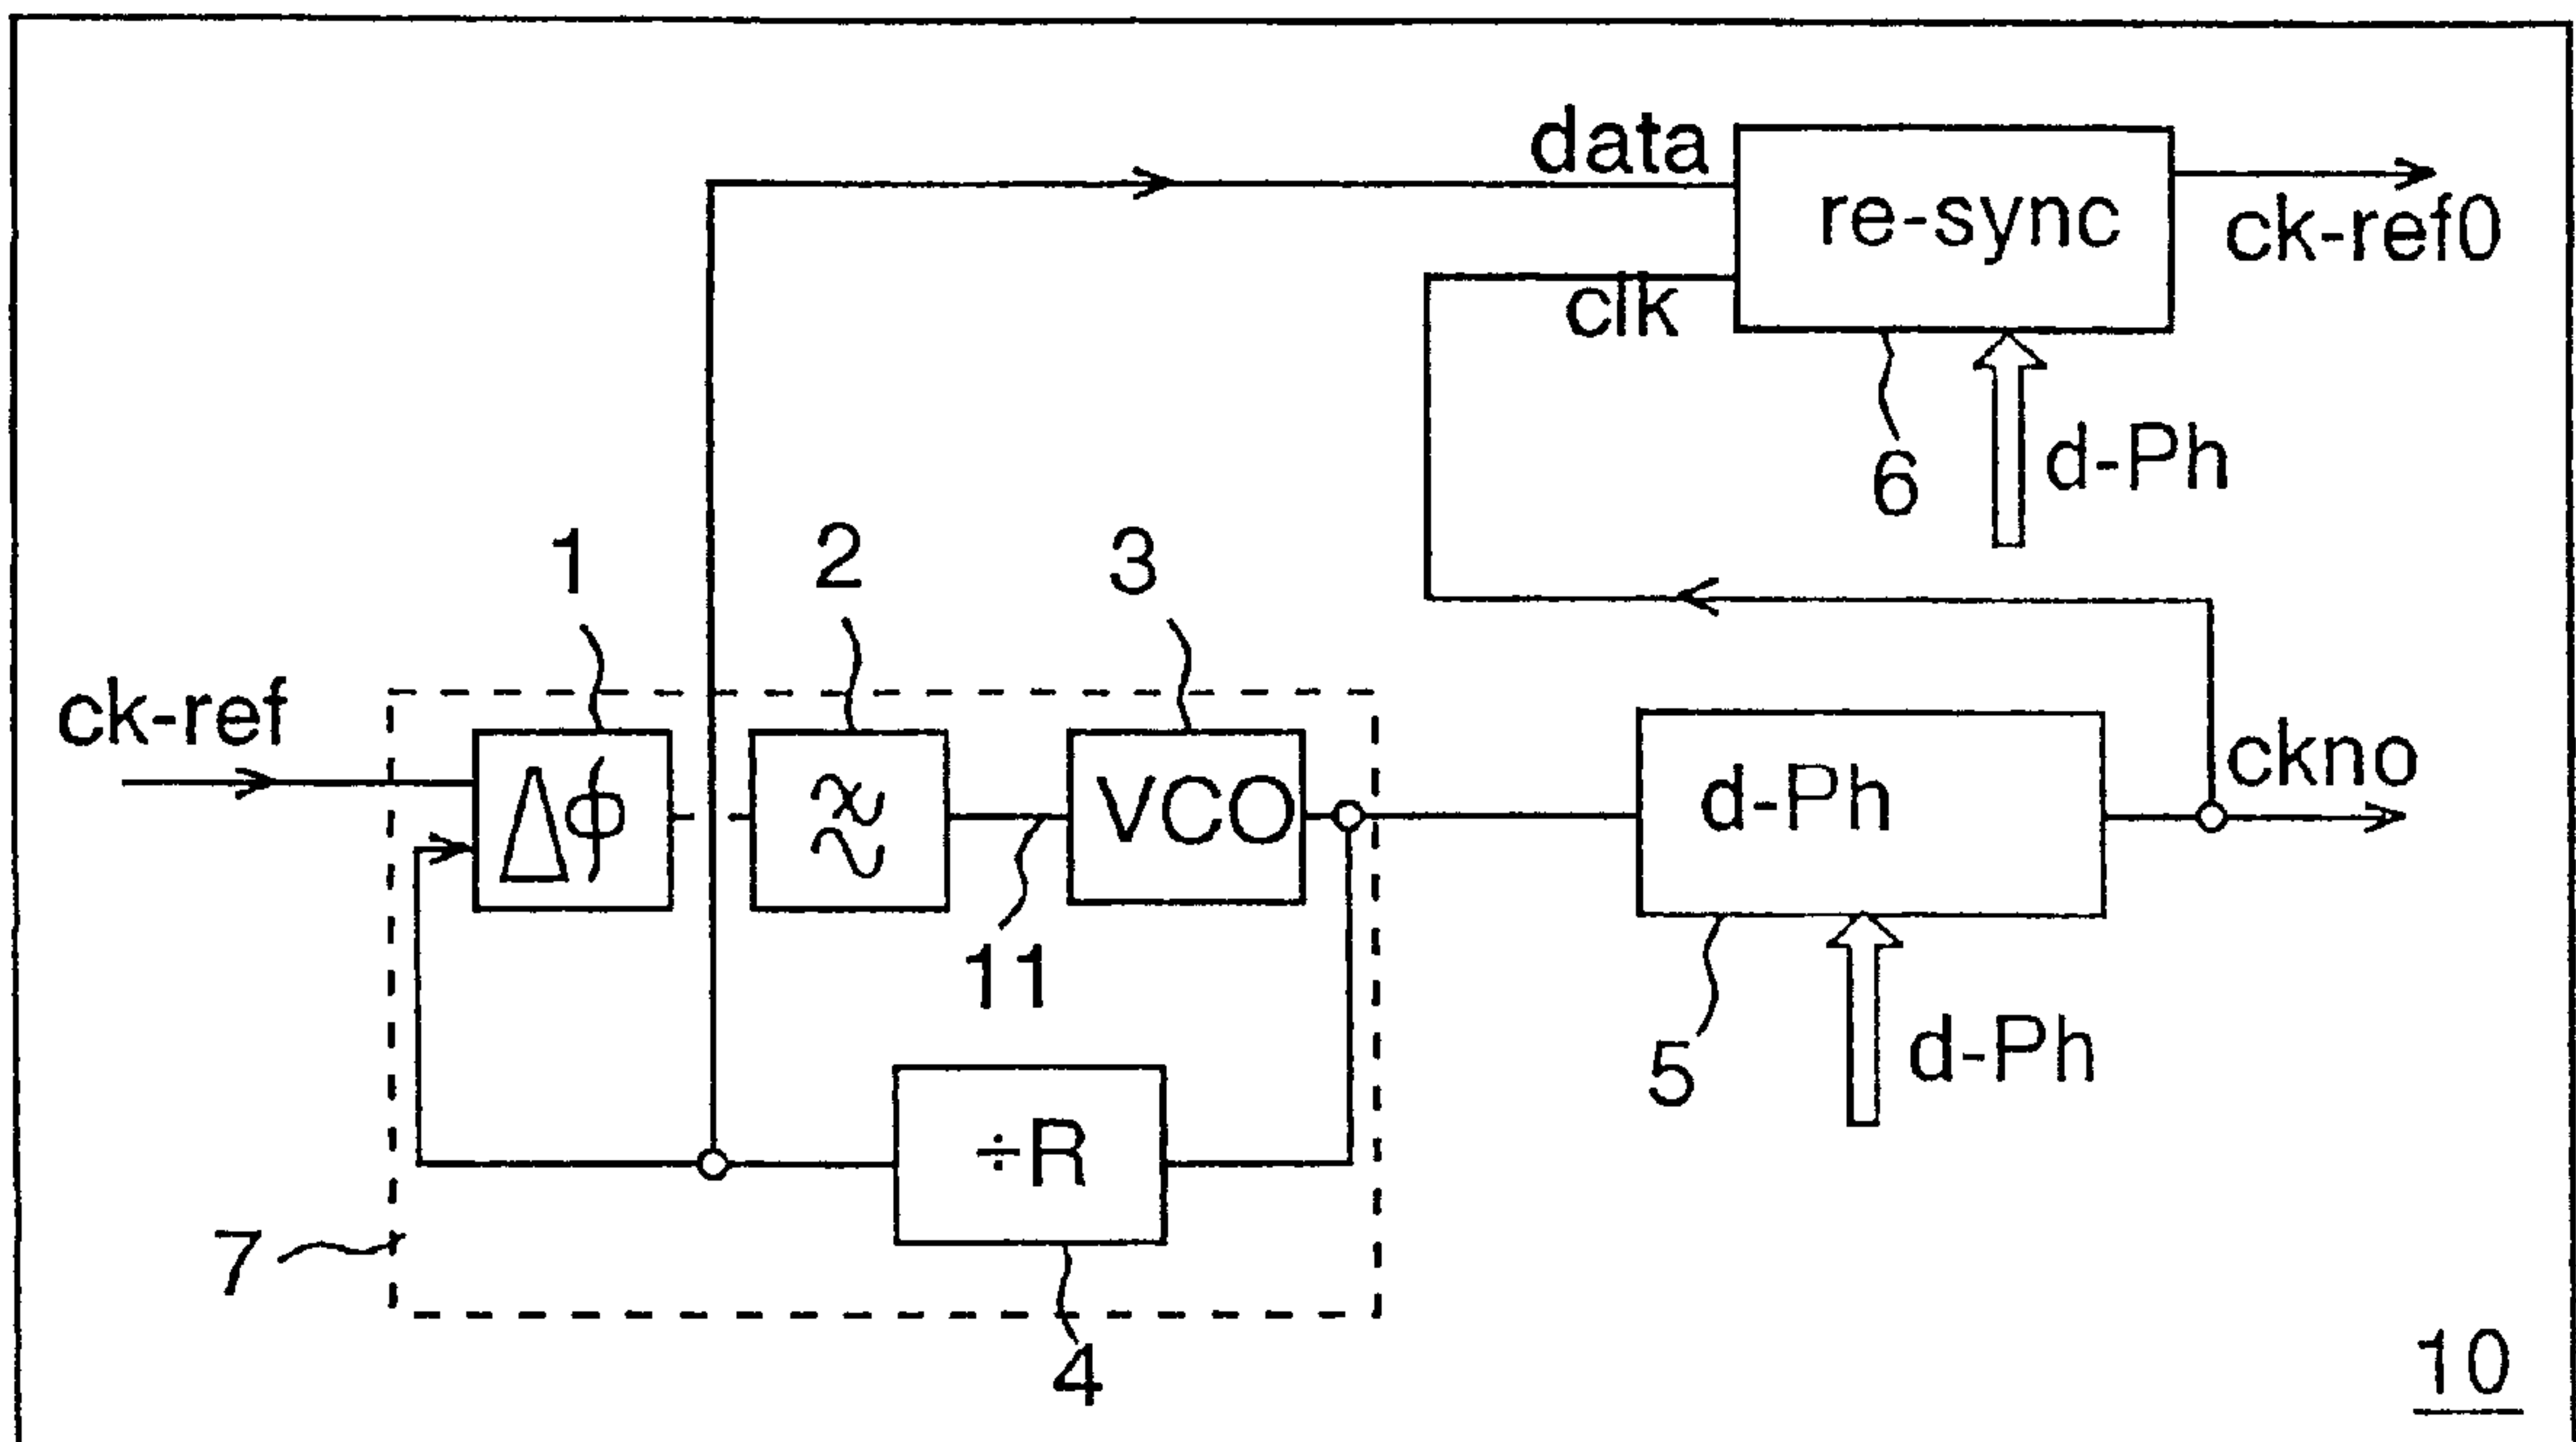 data
re-sync
ck-ref0
clk
6
d-Ph
1
2
3
ck-ref
Δϕ
VCO
d-Ph
ckno
11
5
d-Ph
÷R
7
4
10